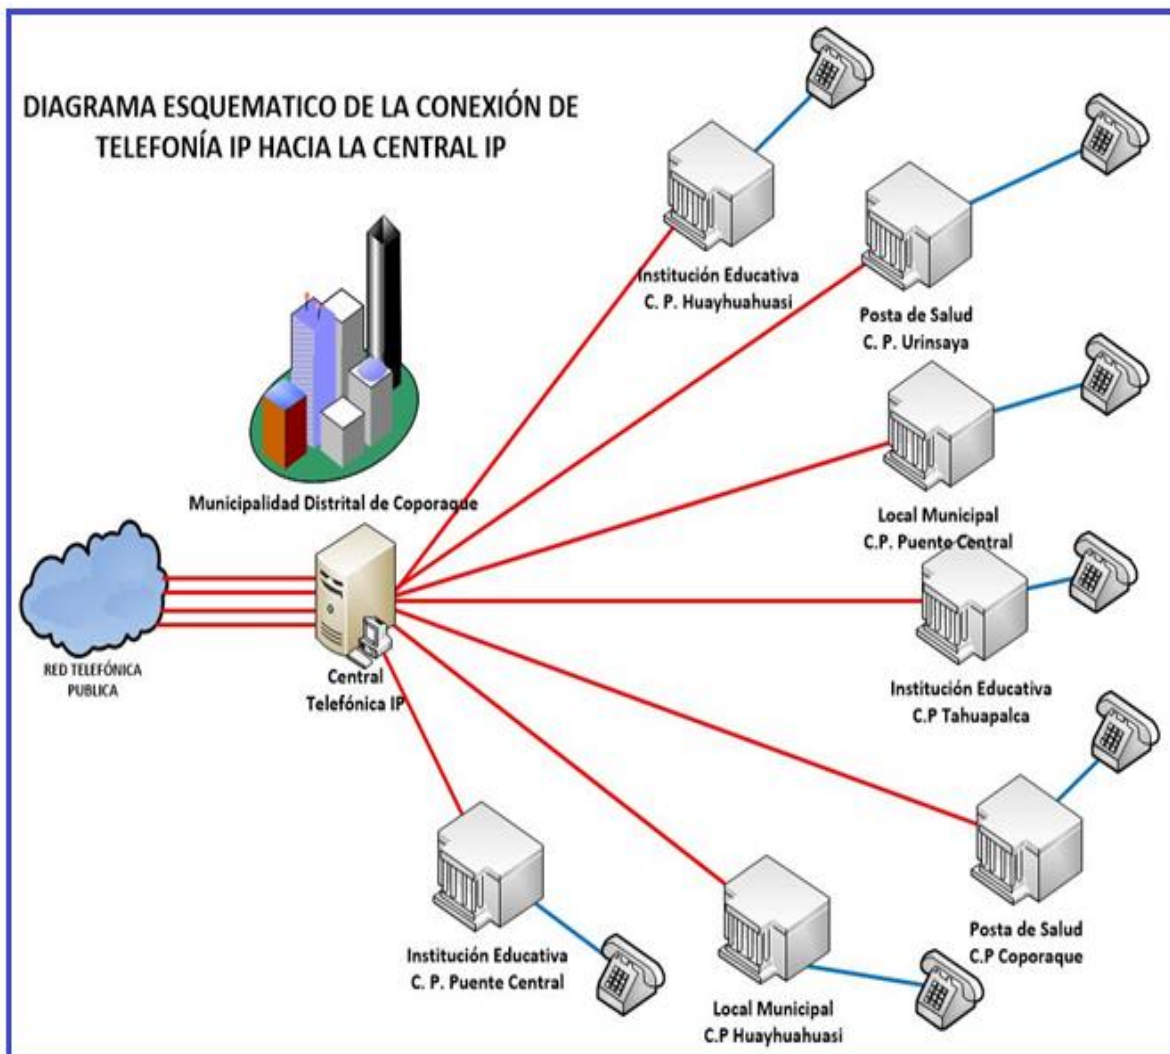 DIAGRAMA ESQUEMATICO DE LA CONEXIÓN DE
TELEFONÍA IP HACIA LA CENTRAL IP
Institución Educativa
C. P. Huayhuahuasi
Posta de Salud
C. P. Urinsaya
Municipalidad Distrital de Coporaque
Local Municipal
C.P. Puente Central
RED TELEFÓNICA
PUBLICA
Central
Telefónica IP
Institución Educativa
C.P Tahuapalca
Posta de Salud
C.P Coporaque
Institución Educativa
C. P. Puente Central
Local Municipal
C.P Huayhuahuasi